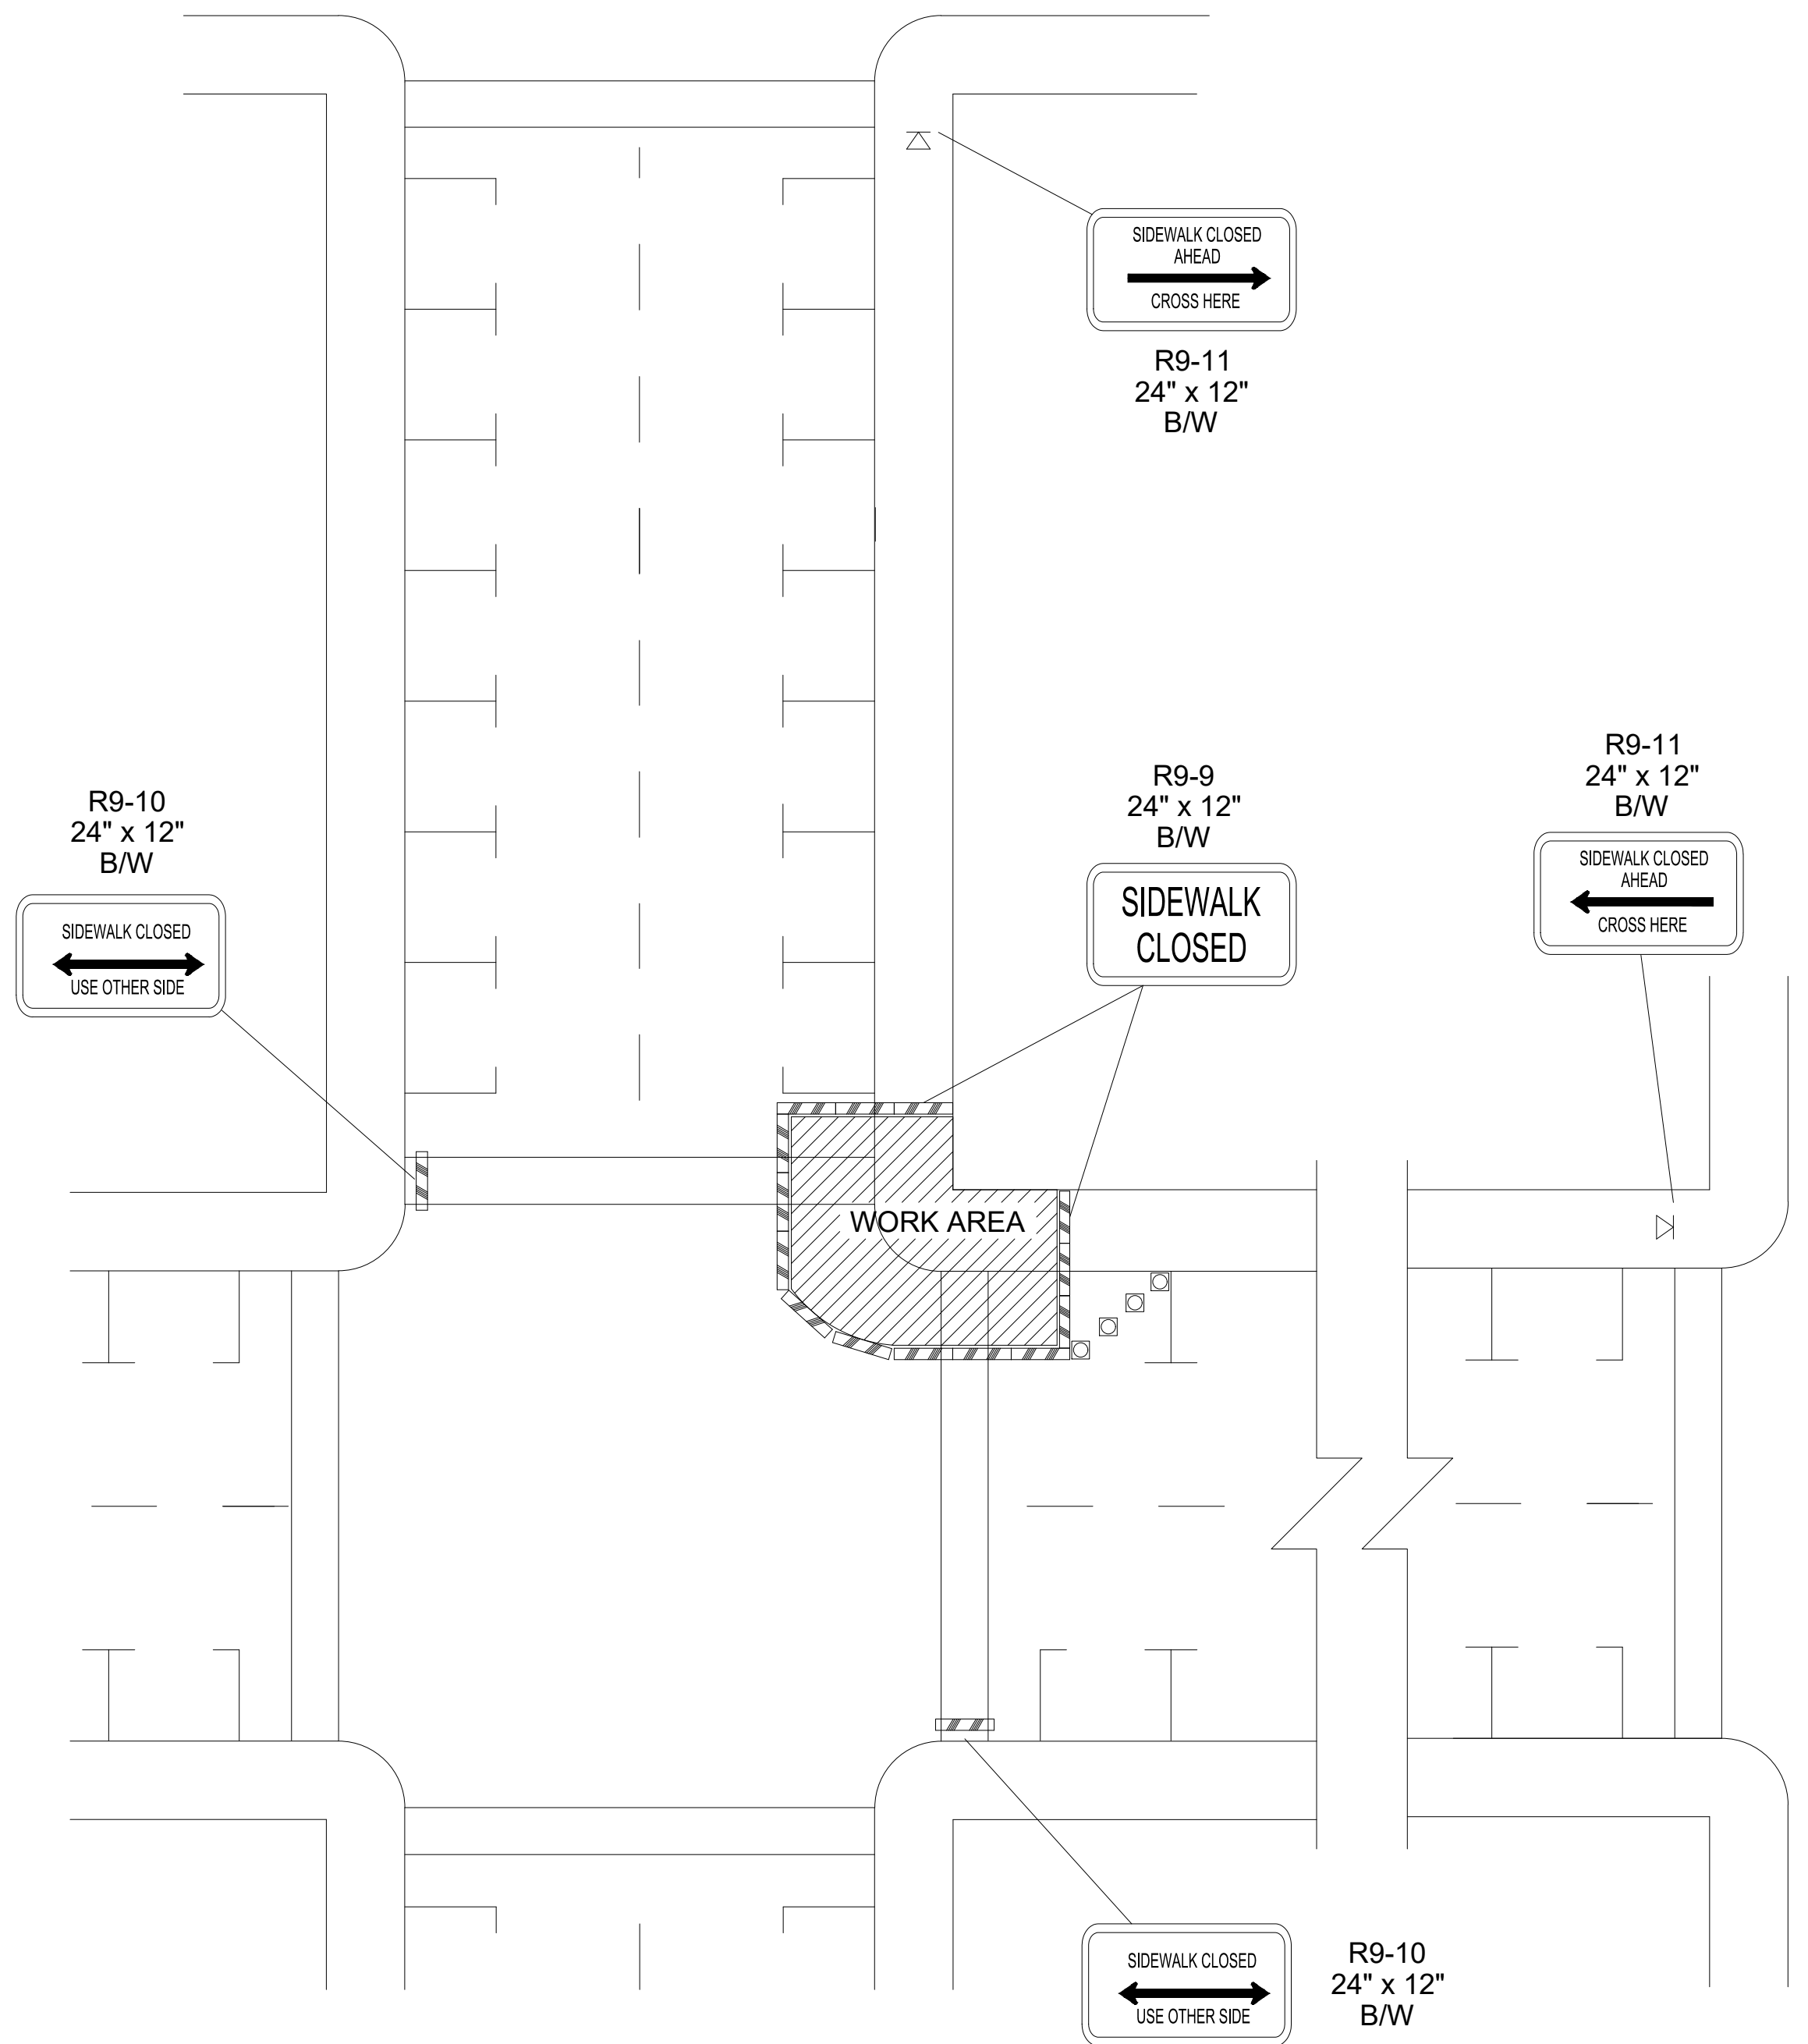 SIDEWALK CLOSED
AHEAD
CROSS HERE
R9-11
24" x 12"
B/W
R9-10
24" x 12"
B/W
SIDEWALK CLOSED
USE OTHER SIDE
R9-9
24" x 12"
B/W
SIDEWALK
CLOSED
R9-11
24" x 12"
B/W
SIDEWALK CLOSED
AHEAD
CROSS HERE
WORK AREA
SIDEWALK CLOSED
USE OTHER SIDE
R9-10
24" x 12"
B/W